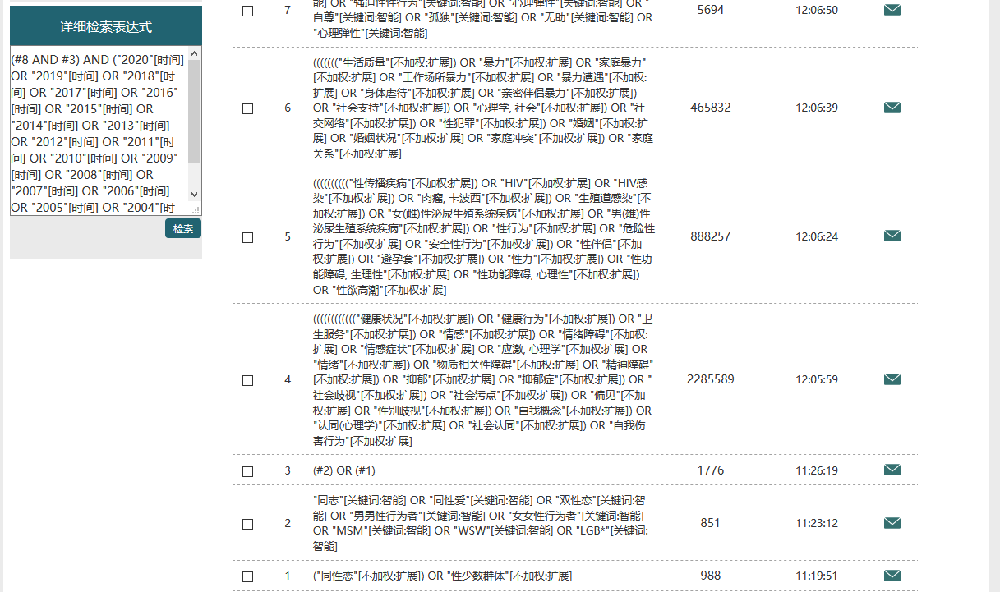 详细检索表达式
(#8 AND #3) AND ("2020"[时间]
OR "2019"[时间] OR "2018"[时
间] OR "2017"[时间] OR "2016"
[时间] OR "2015"[时间] OR
"2014"[时间] OR "2013"[时间]
OR "2012"[时间] OR "2011"[时
间] OR "2010"[时间] OR "2009"
[时间] OR "2008"[时间] OR
"2007"[时间] OR "2006"[时间]
OR "2005"[时间] OR "2004"[时
检索
能] OR "强迫性性行为"[关键词:智能] OR "心理弹性"[关键词:智能] OR "
7
自尊"[关键词:智能] OR "孤独"[关键词:智能] OR "无助"[关键词:智能] OR
"心理弹性"[关键词:智能]
5694
12:06:50
6
((((((("生活质量"[不加权:扩展]) OR "暴力"[不加权:扩展] OR "家庭暴力"
[不加权:扩展] OR "工作场所暴力"[不加权:扩展] OR "暴力遭遇"[不加权:
扩展] OR "身体虐待"[不加权:扩展] OR "亲密伴侣暴力"[不加权:扩展])
OR "社会支持"[不加权:扩展]) OR "心理学, 社会"[不加权:扩展]) OR "社
交网络"[不加权:扩展]) OR "性犯罪"[不加权:扩展]) OR "婚姻"[不加权:扩
展] OR "婚姻状况"[不加权:扩展] OR "家庭冲突"[不加权:扩展]) OR "家庭
关系"[不加权:扩展]
465832
12:06:39
5
(((((((((("性传播疾病"[不加权:扩展]) OR "HIV"[不加权:扩展] OR "HIV感
染"[不加权:扩展]) OR "肉瘤, 卡波西"[不加权:扩展]) OR "生殖道感染"[不
加权:扩展]) OR "女(雌)性泌尿生殖系统疾病"[不加权:扩展] OR "男(雄)性
泌尿生殖系统疾病"[不加权:扩展]) OR "性行为"[不加权:扩展] OR "危险性
行为"[不加权:扩展] OR "安全性行为"[不加权:扩展]) OR "性伴侣"[不加
权:扩展]) OR "避孕套"[不加权:扩展]) OR "性力"[不加权:扩展]) OR "性功
能障碍, 生理性"[不加权:扩展] OR "性功能障碍, 心理性"[不加权:扩展])
OR "性欲高潮"[不加权:扩展]
888257
12:06:24
4
(((((((((((("健康状况"[不加权:扩展]) OR "健康行为"[不加权:扩展]) OR "卫
生服务"[不加权:扩展]) OR "情感"[不加权:扩展]) OR "情绪障碍"[不加权:
扩展] OR "情感症状"[不加权:扩展] OR "应激, 心理学"[不加权:扩展] OR
"情绪"[不加权:扩展]) OR "物质相关性障碍"[不加权:扩展] OR "精神障碍"
[不加权:扩展]) OR "抑郁"[不加权:扩展] OR "抑郁症"[不加权:扩展]) OR "
社会歧视"[不加权:扩展]) OR "社会污点"[不加权:扩展]) OR "偏见"[不加
权:扩展] OR "性别歧视"[不加权:扩展]) OR "自我概念"[不加权:扩展]) OR
"认同(心理学)"[不加权:扩展] OR "社会认同"[不加权:扩展]) OR "自我伤
害行为"[不加权:扩展]
2285589
12:05:59
3
(#2) OR (#1)
1776
11:26:19
2
"同志"[关键词:智能] OR "同性爱"[关键词:智能] OR "双性恋"[关键词:智
能] OR "男男性行为者"[关键词:智能] OR "女女性行为者"[关键词:智能]
OR "MSM"[关键词:智能] OR "WSW"[关键词:智能] OR "LGB*"[关键词:
智能]
851
11:23:12
1
("同性恋"[不加权:扩展]) OR "性少数群体"[不加权:扩展]
988
11:19:51